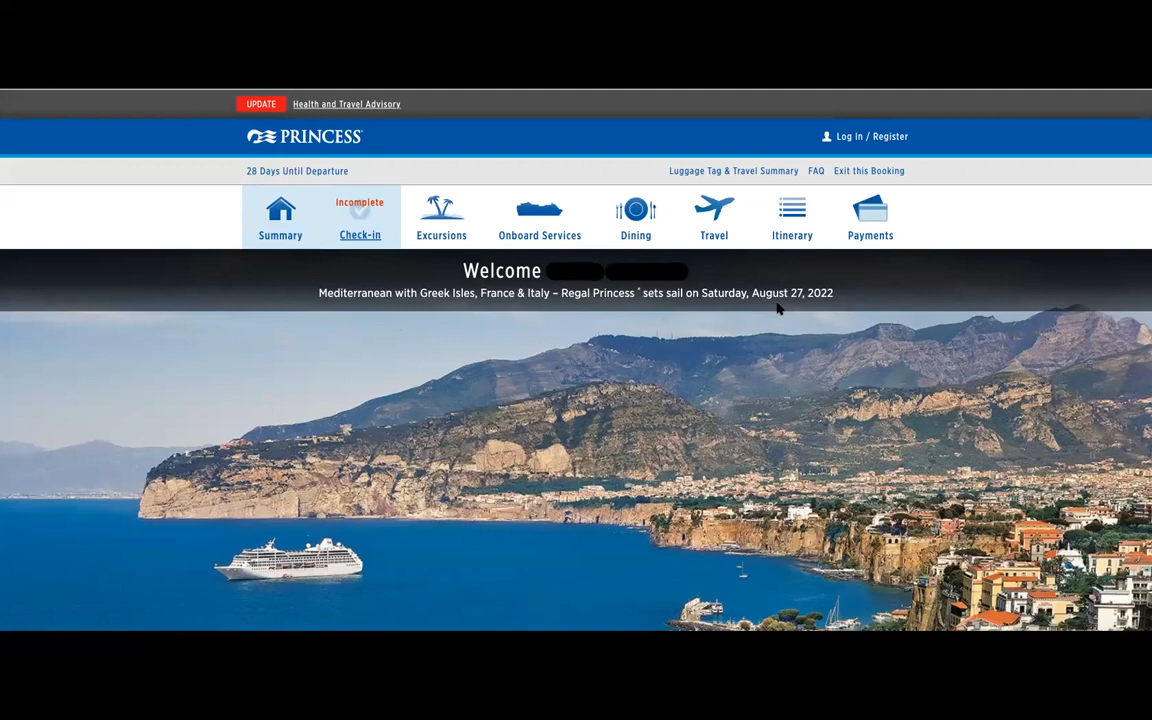 UPDATE Health and Travel Advisory
PRINCESS Log In / Register
28 Days Until Departure Luggage Tag & Travel Summary FAQ Exit this Booking
Incomplete
Summary Check-in Excursions Onboard Services Dining Travel Itinerary Payments
Welcome
Mediterranean with Greek Isles, France & Italy – Regal Princess ® sets sail on Saturday, August 27, 2022